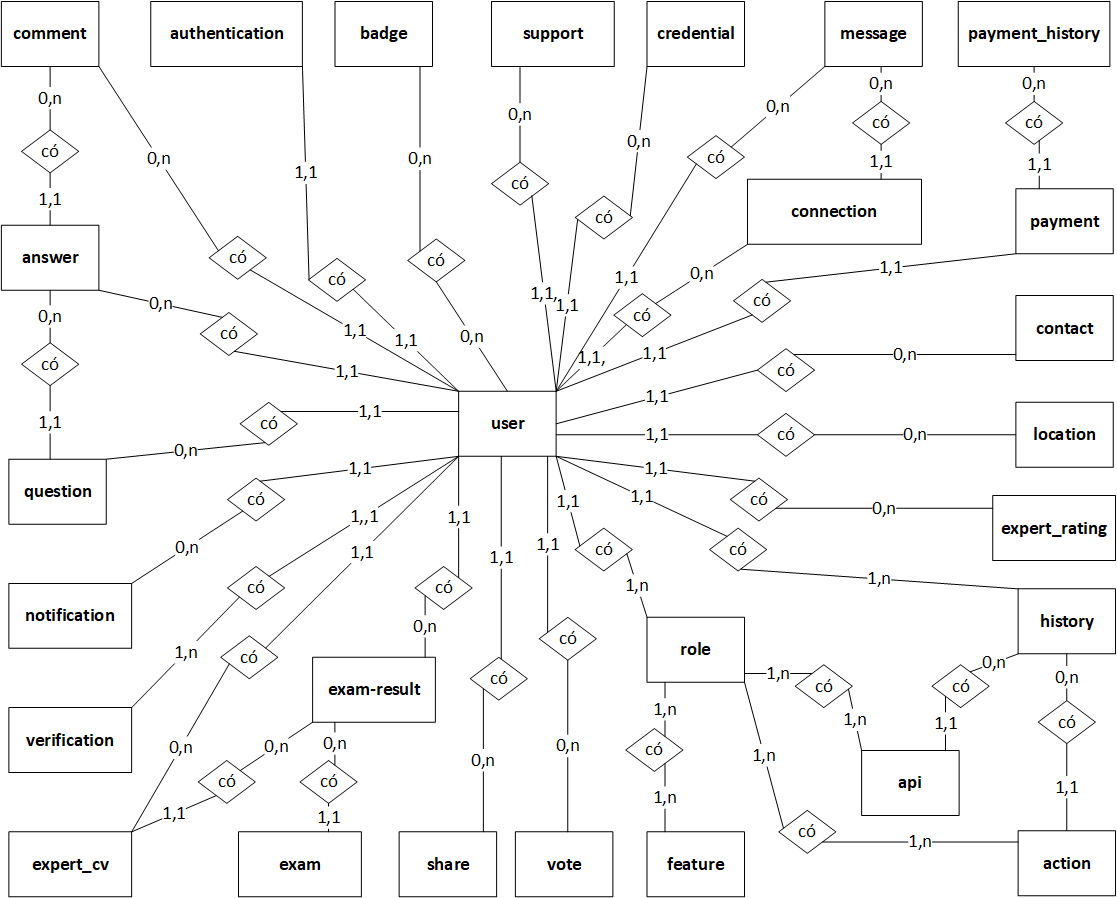 comment
authentication
badge
support
credential
message
payment_history
0,n
0,n
0,n
0,n
có
có
có
0,n
0,n
0,n
0,n
có
1,1
1,1
1,1
1,1
có
có
connection
payment
answer
có
có
có
có
1,1
0,n
1,1
có
có
1,1,
1,1
0,n
0,n
có
1,1
1,1
0,n
1,1,
1,1
contact
có
1,1
có
0,n
1,1
1,1
có
user
1,1
có
0,n
location
question
0,n
1,1
1,1
1,1
có
0,n
expert_rating
có
1,,1
1,1
1,1
1,1
1,1
có
có
0,n
notification
có
1,1
1,1
có
1,n
1,n
history
1,n
có
exam-result
0,n
có
có
role
1,n
có
1,n
có
0,n
0,n
có
verification
0,n
0,n
0,n
có
0,n
0,n
1,n
có
1,n
1,n
1,1
api
có
có
1,1
1,1
1,n
1,n
có
1,n
1,1
expert_cv
exam
share
vote
feature
action